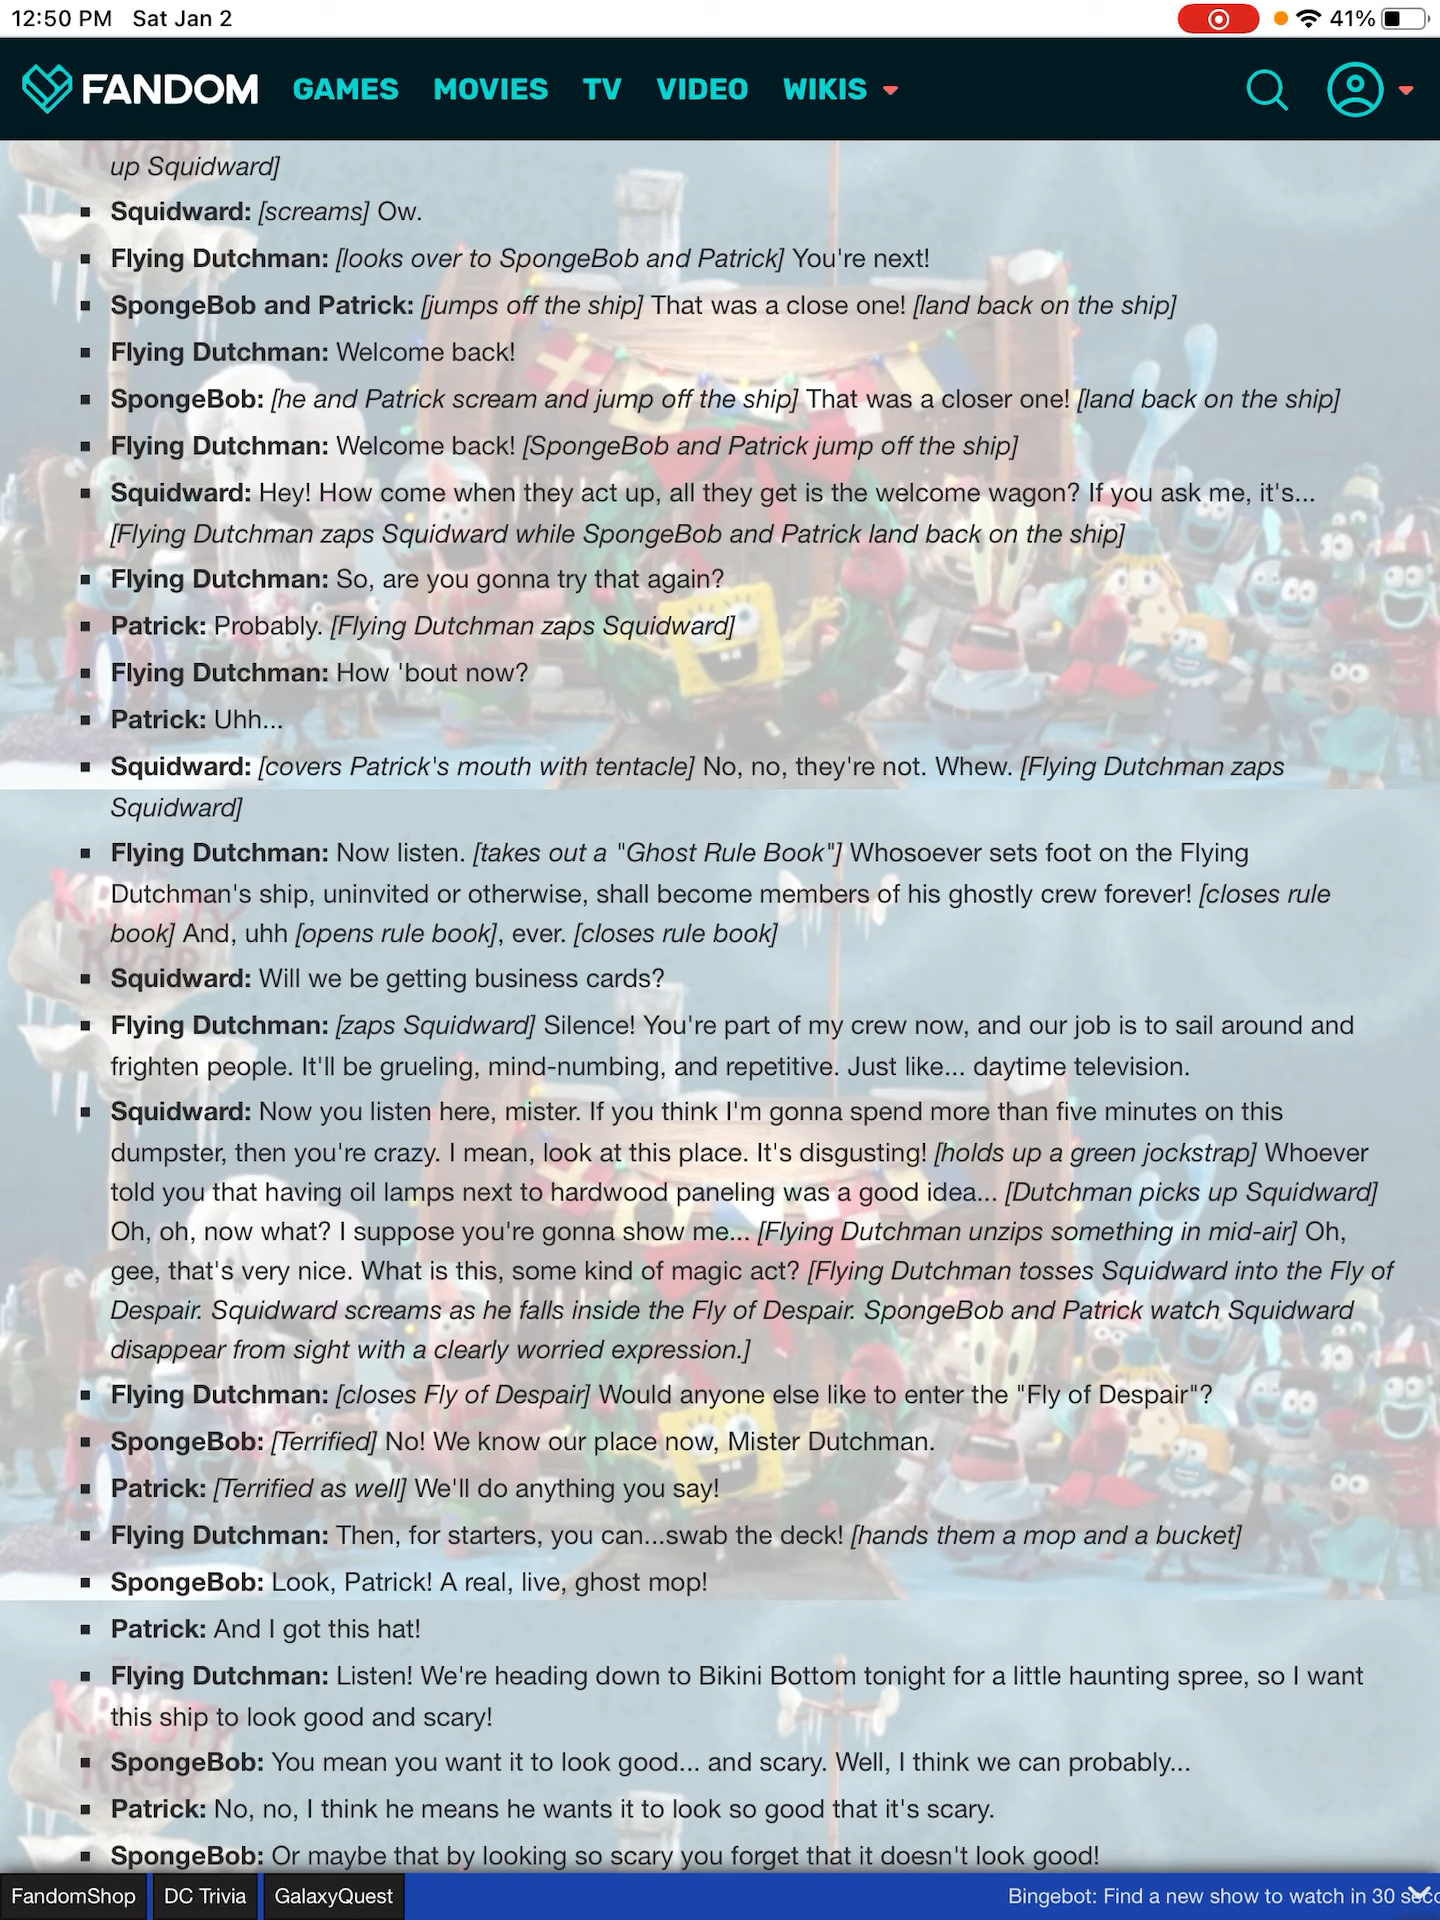 12:50 PM Sat Jan 2 41%
FANDOM GAMES MOVIES TV VIDEO WIKIS
up Squidward]
▪ Squidward: [screams] Ow.
▪ Flying Dutchman: [looks over to SpongeBob and Patrick] You're next!
▪ SpongeBob and Patrick: [jumps off the ship] That was a close one! [land back on the ship]
▪ Flying Dutchman: Welcome back!
▪ SpongeBob: [he and Patrick scream and jump off the ship] That was a closer one! [land back on the ship]
▪ Flying Dutchman: Welcome back! [SpongeBob and Patrick jump off the ship]
▪ Squidward: Hey! How come when they act up, all they get is the welcome wagon? If you ask me, it's...
[Flying Dutchman zaps Squidward while SpongeBob and Patrick land back on the ship]
▪ Flying Dutchman: So, are you gonna try that again?
▪ Patrick: Probably. [Flying Dutchman zaps Squidward]
▪ Flying Dutchman: How 'bout now?
▪ Patrick: Uhh...
▪ Squidward: [covers Patrick's mouth with tentacle] No, no, they're not. Whew. [Flying Dutchman zaps
Squidward]
▪ Flying Dutchman: Now listen. [takes out a "Ghost Rule Book"] Whosoever sets foot on the Flying
Dutchman's ship, uninvited or otherwise, shall become members of his ghostly crew forever! [closes rule
book] And, uhh [opens rule book], ever. [closes rule book]
▪ Squidward: Will we be getting business cards?
▪ Flying Dutchman: [zaps Squidward] Silence! You're part of my crew now, and our job is to sail around and
frighten people. It'll be grueling, mind-numbing, and repetitive. Just like... daytime television.
▪ Squidward: Now you listen here, mister. If you think I'm gonna spend more than five minutes on this
dumpster, then you're crazy. I mean, look at this place. It's disgusting! [holds up a green jockstrap] Whoever
told you that having oil lamps next to hardwood paneling was a good idea... [Dutchman picks up Squidward]
Oh, oh, now what? I suppose you're gonna show me... [Flying Dutchman unzips something in mid-air] Oh,
gee, that's very nice. What is this, some kind of magic act? [Flying Dutchman tosses Squidward into the Fly of
Despair. Squidward screams as he falls inside the Fly of Despair. SpongeBob and Patrick watch Squidward
disappear from sight with a clearly worried expression.]
▪ Flying Dutchman: [closes Fly of Despair] Would anyone else like to enter the "Fly of Despair"?
▪ SpongeBob: [Terrified] No! We know our place now, Mister Dutchman.
▪ Patrick: [Terrified as well] We'll do anything you say!
▪ Flying Dutchman: Then, for starters, you can...swab the deck! [hands them a mop and a bucket]
▪ SpongeBob: Look, Patrick! A real, live, ghost mop!
▪ Patrick: And I got this hat!
▪ Flying Dutchman: Listen! We're heading down to Bikini Bottom tonight for a little haunting spree, so I want
this ship to look good and scary!
▪ SpongeBob: You mean you want it to look good... and scary. Well, I think we can probably...
▪ Patrick: No, no, I think he means he wants it to look so good that it's scary.
▪ SpongeBob: Or maybe that by looking so scary you forget that it doesn't look good!
FandomShop DC Trivia GalaxyQuest Bingebot: Find a new show to watch in 30